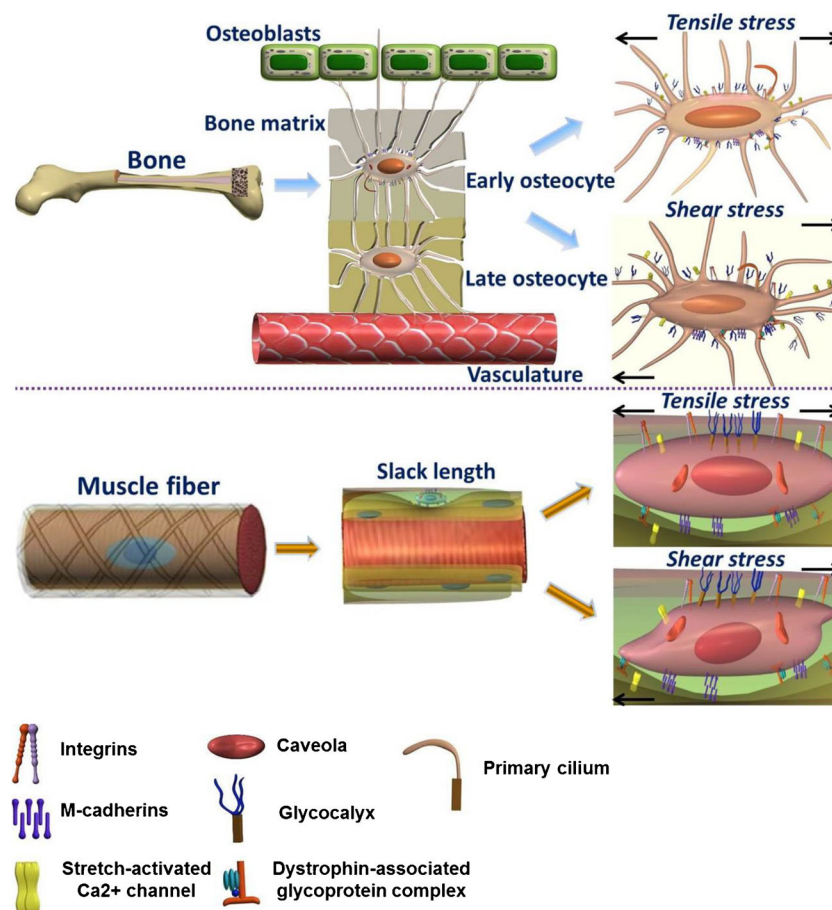 Osteoblasts
Tensile stress
Bone matrix
Bone
Early osteocyte
Shear stress
Late osteocyte
Vasculature
Tensile stress
Muscle fiber
Slack length
Shear stress
Integrins
Caveola
Primary cilium
M-cadherins
Glycocalyx
Stretch-activated
Ca2+ channel
Dystrophin-associated
glycoprotein complex